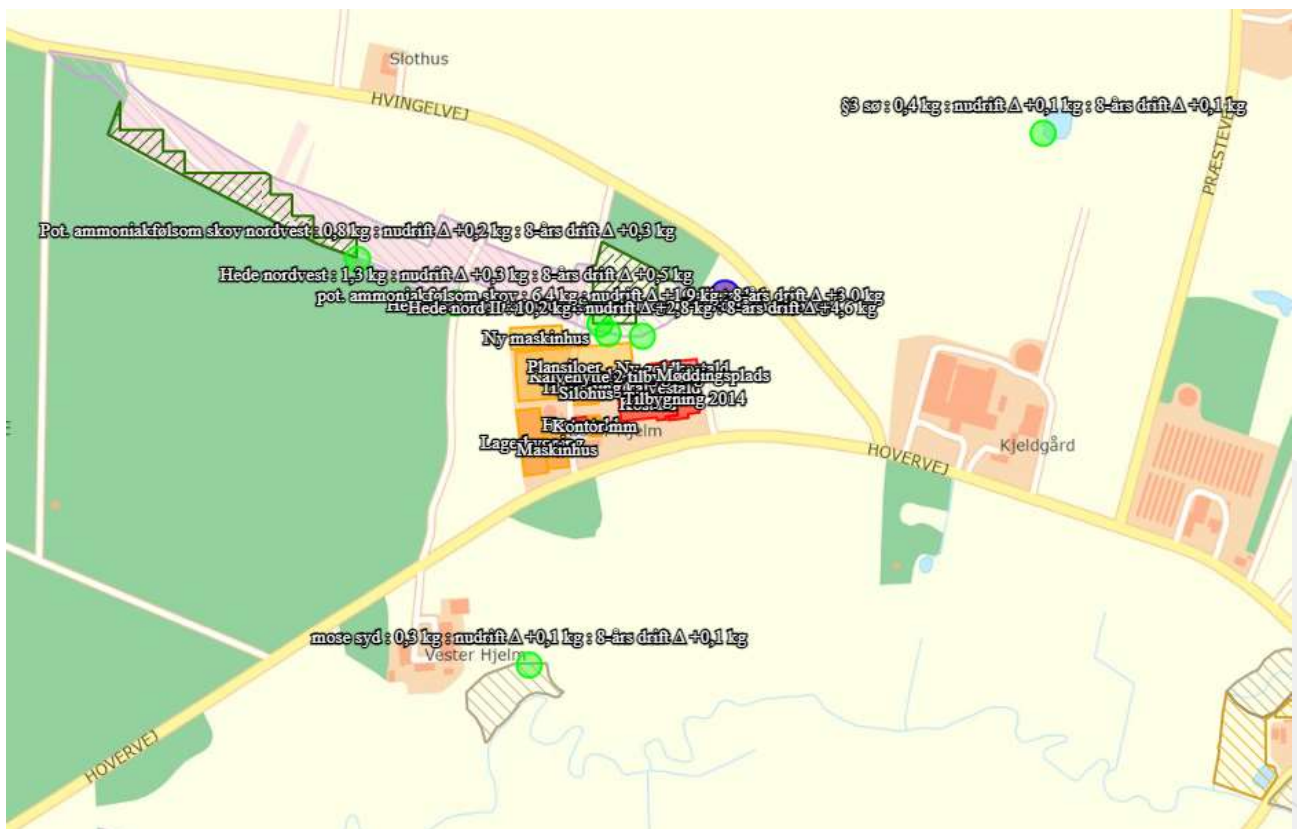 Slothus
HVINGELVEJ
§3 sø : 0,4 kg : nudrift Δ +0,1 kg : 8-års drift Δ +0,1 kg
PRÆSTEVEJ
Pot. ammoniakfølsom skov nordvest : 0,8 kg : nudrift Δ +0,2 kg : 8-års drift Δ +0,3 kg
Hede nordvest : 1,3 kg : nudrift Δ +0,3 kg : 8-års drift Δ +0,5 kg
pot. ammoniakfølsom skov : 6,4 kg : nudrift Δ +1,9 kg : 8-års drift Δ +3,0 kg
Hede nord II : 10,2 kg : nudrift Δ +2,8 kg : 8-års drift Δ +4,6 kg
Ny maskinhus
Plansiloer
Møddingsplads
Silohus
Tilbygning 2014
Kontor mm
Hjelm
Maskinhus
HOVERVEJ
Kjeldgård
mose syd : 0,3 kg : nudrift Δ +0,1 kg : 8-års drift Δ +0,1 kg
Vester Hjelm
HOVERVEJ